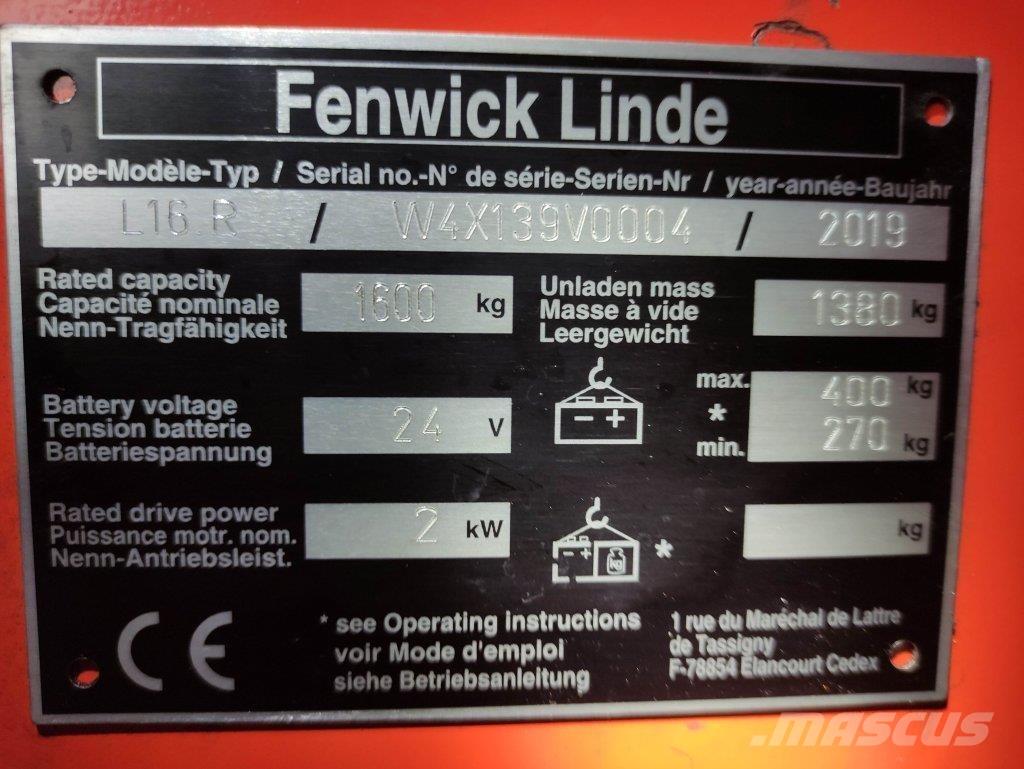 Fenwick Linde
Type-Modèle-Typ / Serial no.-N° de série-Serien-Nr / year-année-Baujahr
L16.R / W4X139V0004 / 2019
Rated capacity
Capacité nominale
Nenn-Tragfähigkeit
1600 kg
Unladen mass
Masse à vide
Leergewicht
1380 kg
Battery voltage
Tension batterie
Batteriespannung
24 V
- +
max. 400 kg
*
min. 270 kg
Rated drive power
Puissance motr. nom.
Nenn-Antriebsleist.
2 kW
- + kg *
kg
CE
* see Operating instructions
voir Mode d'emploi
siehe Betriebsanleitung
1 rue du Maréchal de Lattre
de Tassigny
F-78854 Elancourt Cedex
.MASCUS